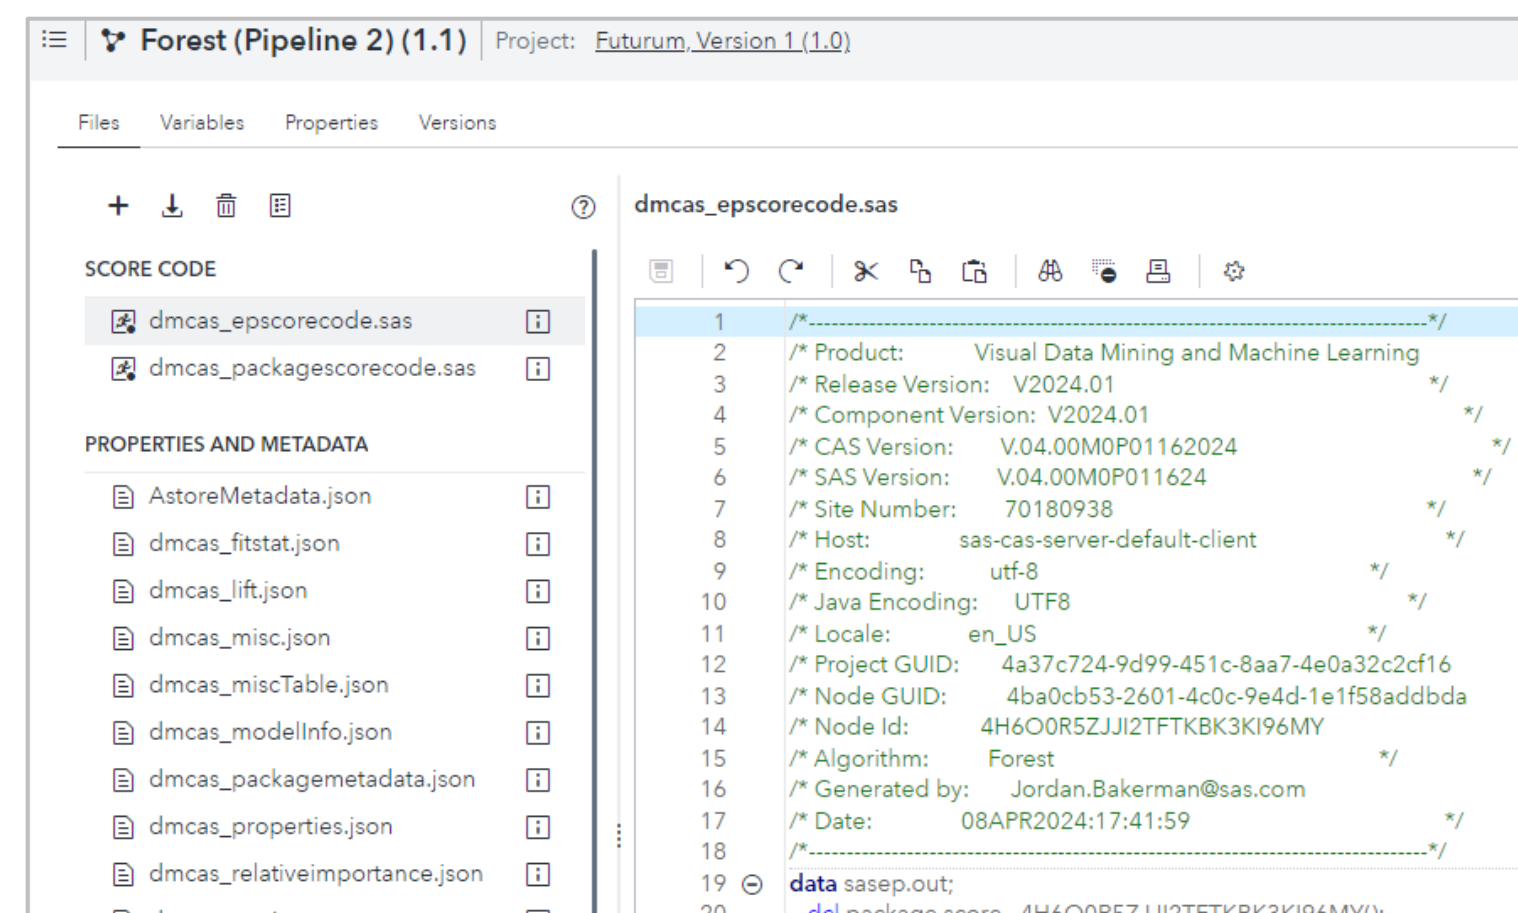 Forest (Pipeline 2) (1.1) Project: Futurum, Version 1 (1.0)
Files Variables Properties Versions
dmcas_epscorecode.sas
SCORE CODE
dmcas_epscorecode.sas
dmcas_packagescorecode.sas
PROPERTIES AND METADATA
AstoreMetadata.json
dmcas_fitstat.json
dmcas_lift.json
dmcas_misc.json
dmcas_miscTable.json
dmcas_modelInfo.json
dmcas_packagemetadata.json
dmcas_properties.json
dmcas_relativeimportance.json
1 /*------------------------------------------------------------------------------------*/
2 /* Product: Visual Data Mining and Machine Learning
3 /* Release Version: V2024.01 */
4 /* Component Version: V2024.01 */
5 /* CAS Version: V.04.00M0P01162024 */
6 /* SAS Version: V.04.00M0P011624 */
7 /* Site Number: 70180938 */
8 /* Host: sas-cas-server-default-client */
9 /* Encoding: utf-8 */
10 /* Java Encoding: UTF8 */
11 /* Locale: en_US */
12 /* Project GUID: 4a37c724-9d99-451c-8aa7-4e0a32c2cf16
13 /* Node GUID: 4ba0cb53-2601-4c0c-9e4d-1e1f58addbda
14 /* Node Id: 4H6O0R5ZJJI2TFTKBK3KI96MY
15 /* Algorithm: Forest */
16 /* Generated by: Jordan.Bakerman@sas.com
17 /* Date: 08APR2024:17:41:59 */
18 /*------------------------------------------------------------------------------------*/
19 data sasep.out;
20 dcl package score